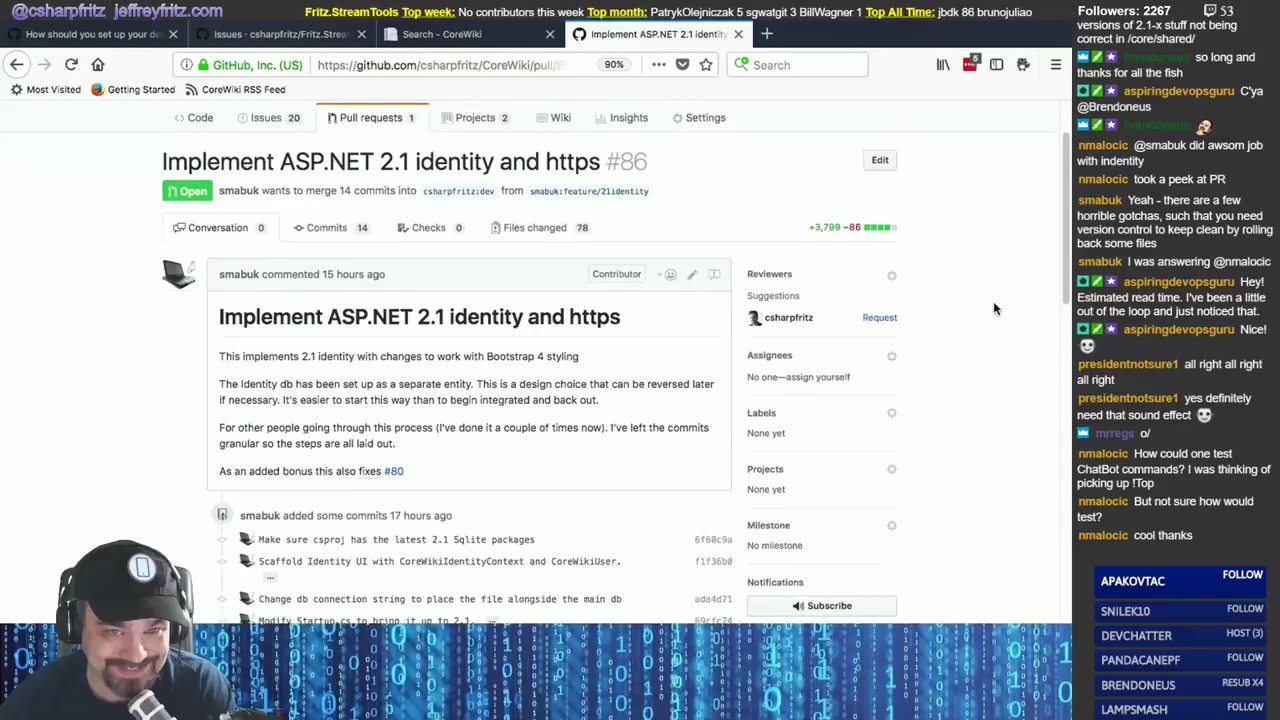 @csharpfritz jeffreyfritz.com
Fritz.StreamTools Top week: No contributors this week Top month: PatrykOlejniczak 5 sgwatgit 3 BillWagner 1 Top All Time: jbdk 86 brunojuliao
Followers: 2267 53
How should you set up your de
Issues · csharpfritz/Fritz.Stream
Search - CoreWiki
Implement ASP.NET 2.1 identity
GitHub, Inc. (US)
https://github.com/csharpfritz/CoreWiki/pull/8
90%
Search
6
Most Visited
Getting Started
CoreWiki RSS Feed
Code
Issues 20
Pull requests 1
Projects 2
Wiki
Insights
Settings
Implement ASP.NET 2.1 identity and https #86
Edit
Open
smabuk wants to merge 14 commits into csharpfritz:dev from smabuk:feature/21identity
Conversation 0
Commits 14
Checks 0
Files changed 78
+3,799 −86
smabuk commented 15 hours ago
Contributor
Implement ASP.NET 2.1 identity and https
This implements 2.1 identity with changes to work with Bootstrap 4 styling
The Identity db has been set up as a separate entity. This is a design choice that can be reversed later
if necessary. It's easier to start this way than to begin integrated and back out.
For other people going through this process (I've done it a couple of times now). I've left the commits
granular so the steps are all laid out.
As an added bonus this also fixes #80
smabuk added some commits 17 hours ago
Make sure csproj has the latest 2.1 Sqlite packages 6f60c9a
Scaffold Identity UI with CoreWikiIdentityContext and CoreWikiUser. f1f36b0
...
Change db connection string to place the file alongside the main db ada4d71
Modify Startup.cs to bring it up to 2.1. ... 69cfc74
Reviewers
Suggestions
csharpfritz Request
Assignees
No one—assign yourself
Labels
None yet
Projects
None yet
Milestone
No milestone
Notifications
Subscribe
versions of 2.1-x stuff not being
correct in /core/shared/
brendoneus: so long and
thanks for all the fish
aspiringdevopsguru: C'ya
@Brendoneus
brendoneus:
nmalocic: @smabuk did awsom job
with indentity
nmalocic: took a peek at PR
smabuk: Yeah - there are a few
horrible gotchas, such that you need
version control to keep clean by rolling
back some files
smabuk: I was answering @nmalocic
aspiringdevopsguru: Hey!
Estimated read time. I've been a little
out of the loop and just noticed that.
aspiringdevopsguru: Nice!
presidentnotsure1: all right all right
all right
presidentnotsure1: yes definitely
need that sound effect
mrregs: o/
nmalocic: How could one test
ChatBot commands? I was thinking of
picking up !Top
nmalocic: But not sure how would
test?
nmalocic: cool thanks
APAKOVTAC FOLLOW
SNILEK10 FOLLOW
DEVCHATTER HOST (3)
PANDACANEPF FOLLOW
BRENDONEUS RESUB X4
LAMPSMASH FOLLOW